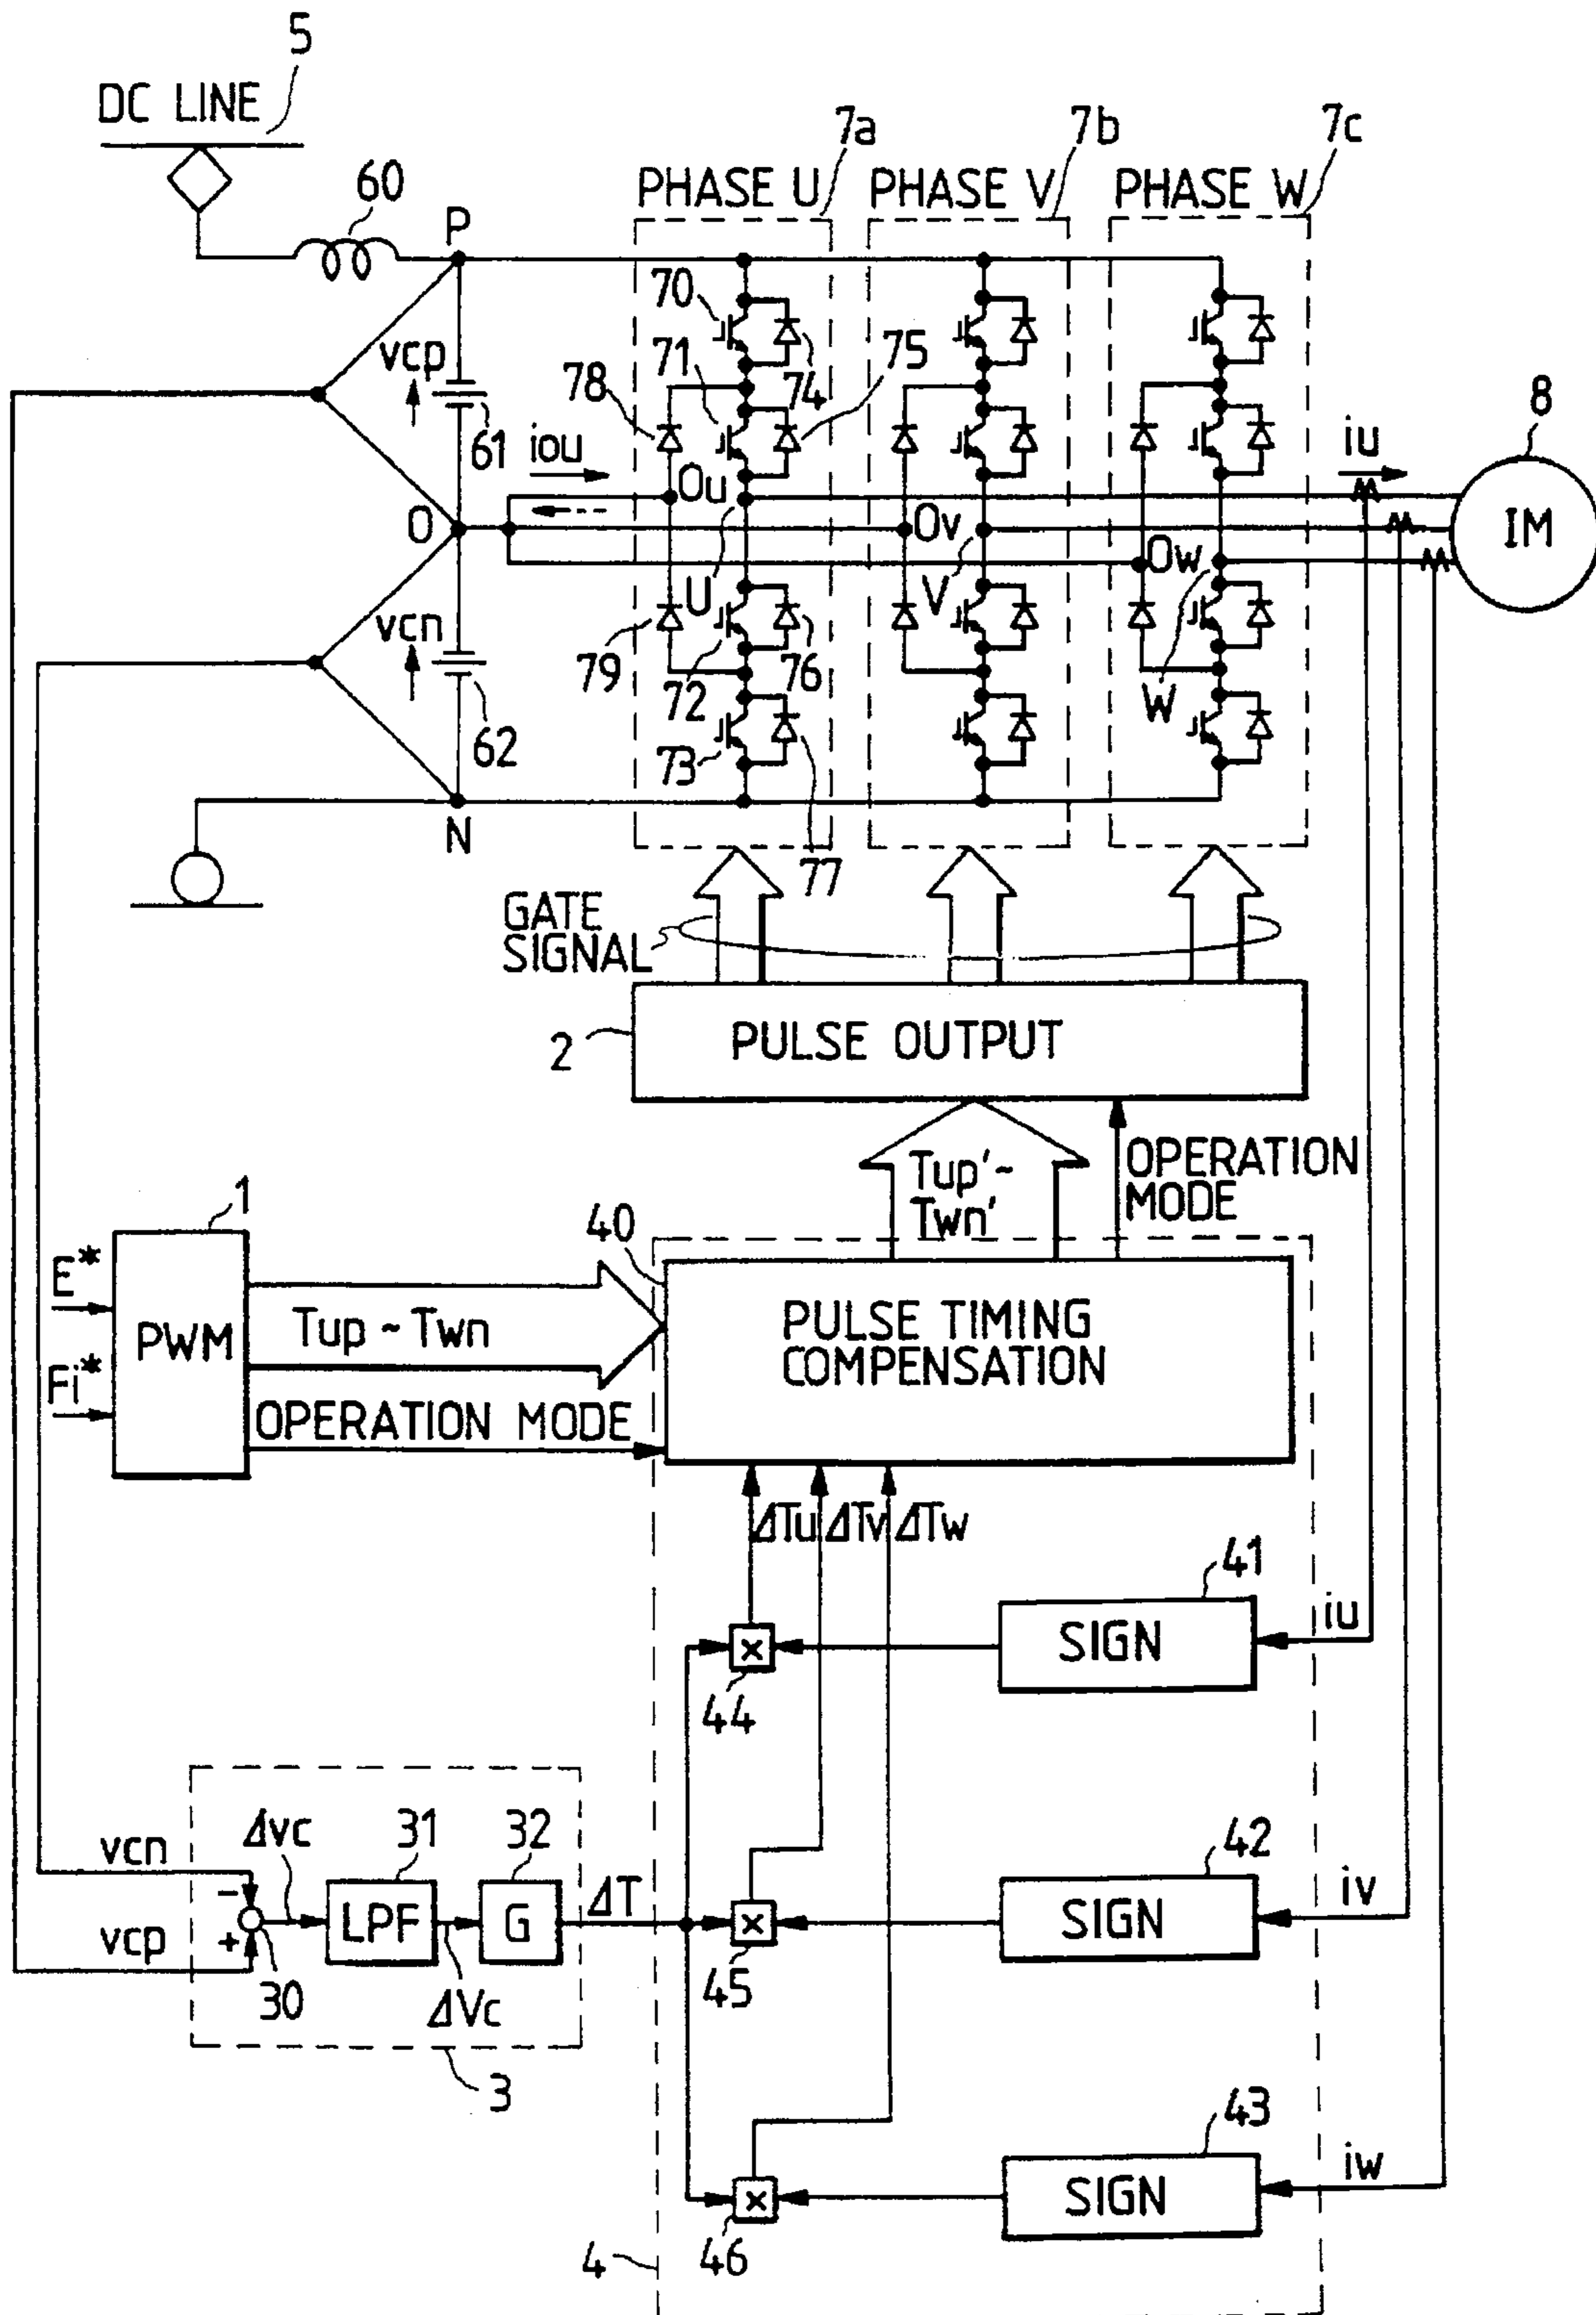 5
DC LINE
7a
7b
7c
60
P
PHASE U
PHASE V
PHASE W
70
vcp
71
74
75
78
61
iou
iu
8
Ou
O
Ov
Ow
IM
U
V
W
vcn
79
72
76
62
73
N
77
GATE
SIGNAL
2
PULSE OUTPUT
Tup'~
Twn'
OPERATION
MODE
1
40
E*
PWM
Tup ~ Twn
PULSE TIMING
COMPENSATION
Fi*
OPERATION MODE
ΔTu
ΔTv
ΔTw
41
SIGN
iu
×
44
vcn
Δvc
31
32
42
−
LPF
G
ΔT
×
SIGN
iv
vcp
+
30
ΔVc
45
3
43
×
SIGN
iw
46
4